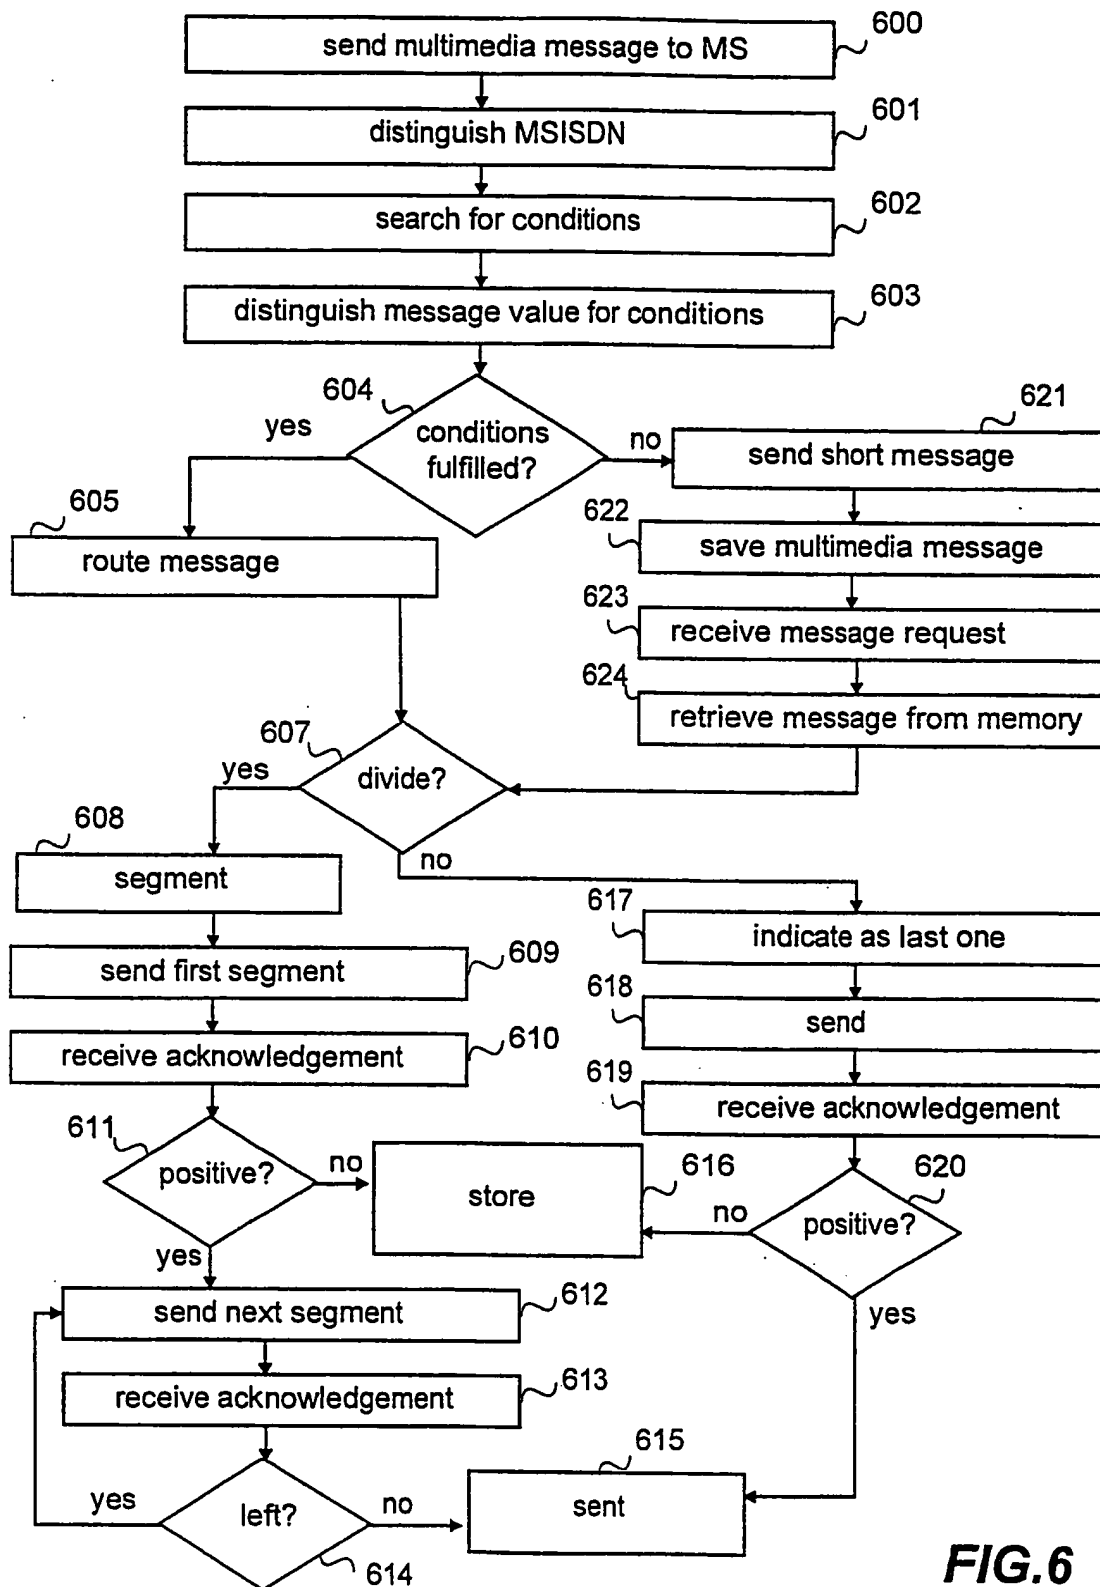 send multimedia message to MS
600
distinguish MSISDN
601
search for conditions
602
distinguish message value for conditions
603
604
conditions
fulfilled?
yes
no
621
send short message
605
route message
622
save multimedia message
623
receive message request
624
retrieve message from memory
607
divide?
yes
no
608
segment
617
indicate as last one
send first segment
609
618
send
receive acknowledgement
610
619
receive acknowledgement
611
positive?
no
store
616
620
positive?
no
yes
yes
send next segment
612
receive acknowledgement
613
614
left?
yes
no
615
sent
FIG.6